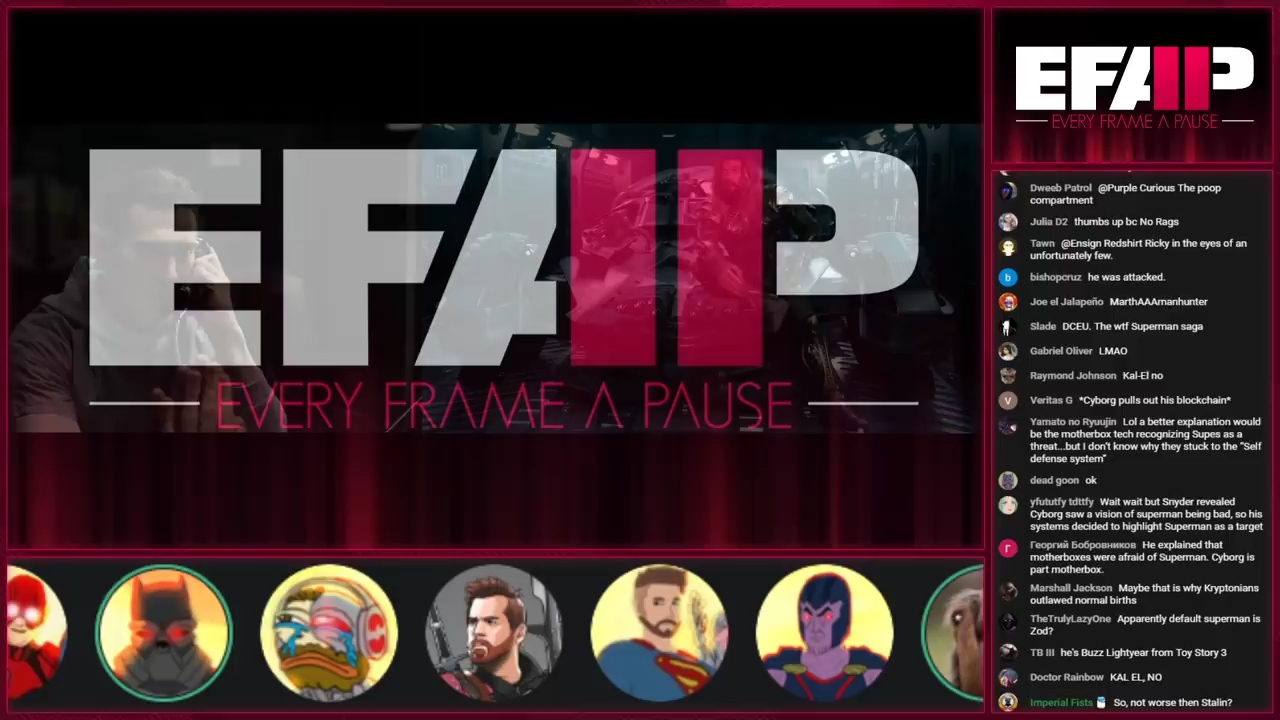 EFAP
EVERY FRAME A PAUSE
EFAP
EVERY FRAME A PAUSE
Dweeb Patrol @Purple Curious The poop
compartment
Julia D2 thumbs up bc No Rags
Tawn @Ensign Redshirt Ricky in the eyes of an
unfortunately few.
b
bishopcruz he was attacked.
Joe el Jalapeño MarthAAAmanhunter
Slade DCEU. The wtf Superman saga
Gabriel Oliver LMAO
Raymond Johnson Kal-El no
V
Veritas G *Cyborg pulls out his blockchain*
Yamato no Ryuujin Lol a better explanation would
be the motherbox tech recognizing Supes as a
threat...but I don't know why they stuck to the “Self
defense system”
dead goon ok
yfututfy tdttfy Wait wait but Snyder revealed
Cyborg saw a vision of superman being bad, so his
systems decided to highlight Superman as a target
Г
Георгий Бобровников He explained that
motherboxes were afraid of Superman. Cyborg is
part motherbox.
Marshall Jackson Maybe that is why Kryptonians
outlawed normal births
TheTrulyLazyOne Apparently default superman is
Zod?
TB III he's Buzz Lightyear from Toy Story 3
Doctor Rainbow KAL EL, NO
Imperial Fists So, not worse then Stalin?